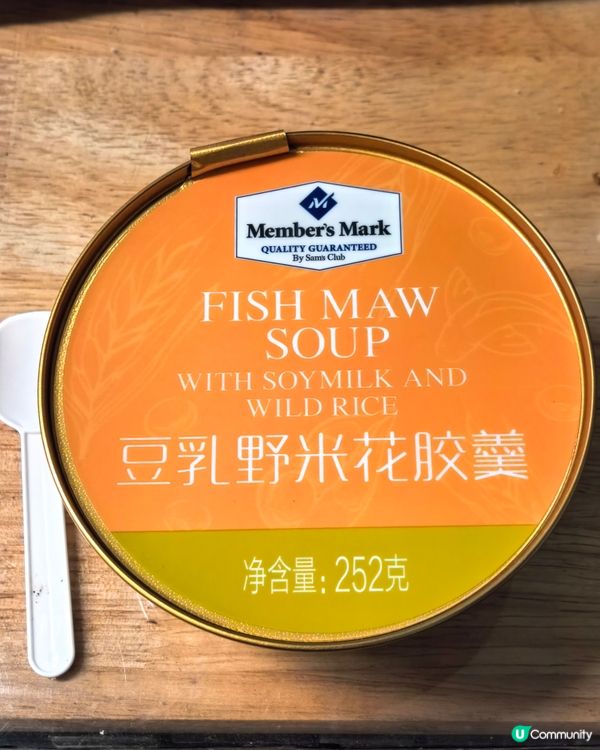 Member's Mark
QUALITY GUARANTEED
By Sam's Club
FISH MAW
SOUP
WITH SOYMILK AND
WILD RICE
豆乳野米花胶羹
净含量: 252克
U Community